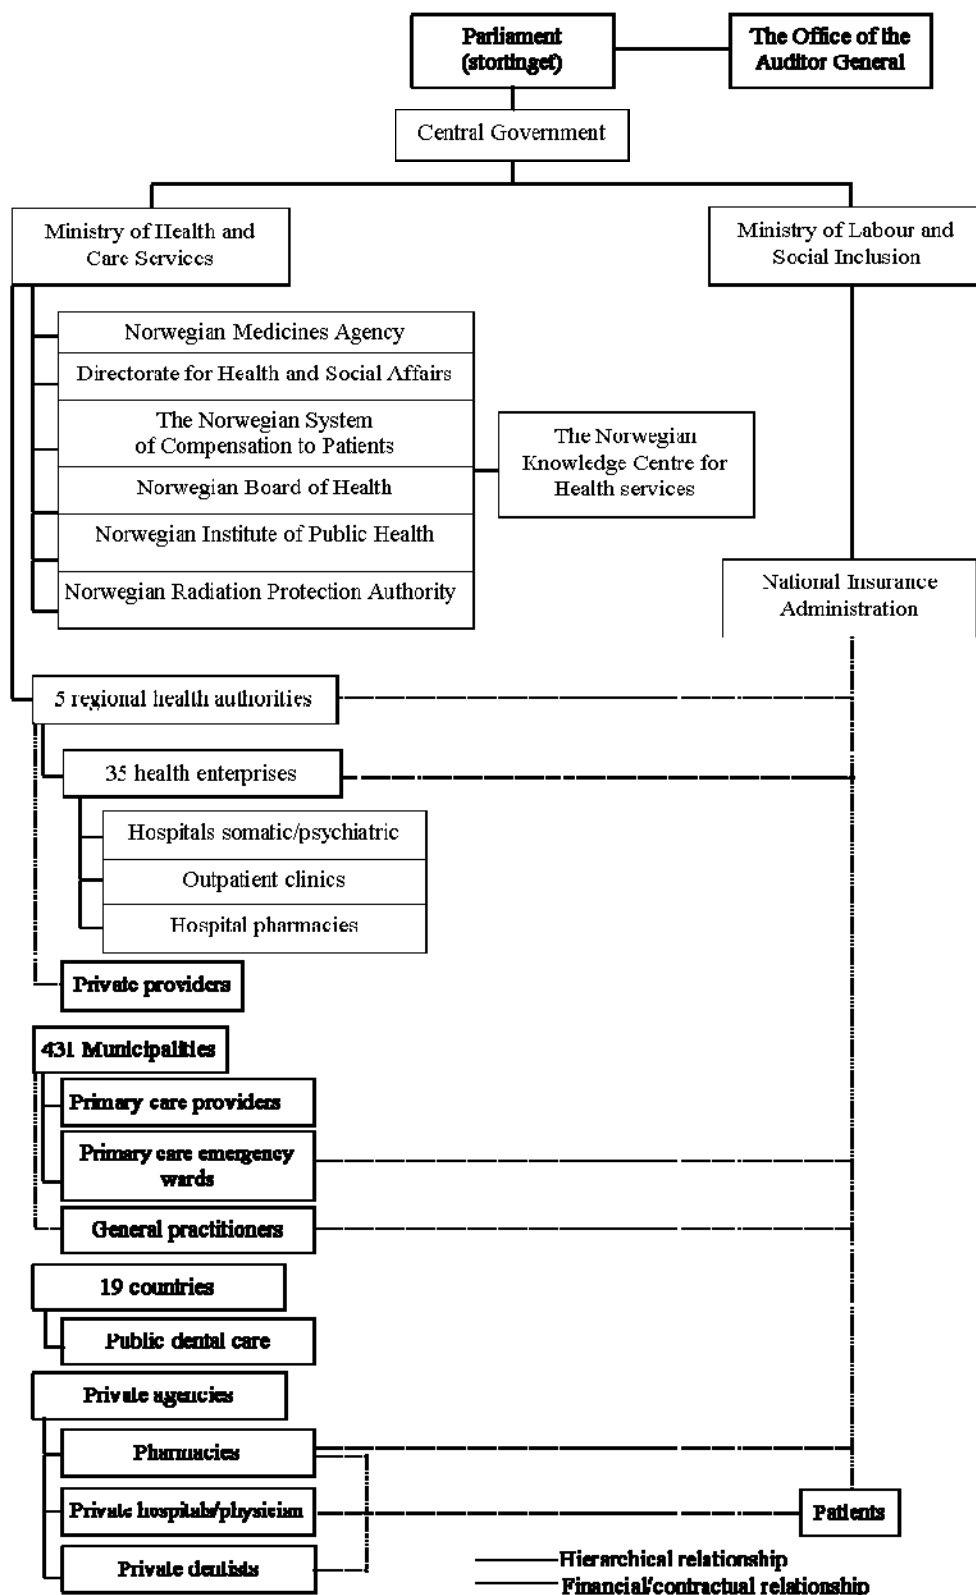 Parliament
(stortinget)
The Office of the
Auditor General
Central Government
Ministry of Health and
Care Services
Ministry of Labour and
Social Inclusion
Norwegian Medicines Agency
Directorate for Health and Social Affairs
The Norwegian System
of Compensation to Patients
Norwegian Board of Health
Norwegian Institute of Public Health
Norwegian Radiation Protection Authority
The Norwegian
Knowledge Centre for
Health services
National Insurance
Administration
5 regional health authorities
35 health enterprises
Hospitals somatic/psychiatric
Outpatient clinics
Hospital pharmacies
Private providers
431 Municipalities
Primary care providers
Primary care emergency
wards
General practitioners
19 countries
Public dental care
Private agencies
Pharmacies
Private hospitals/physician
Private dentists
Patients
Hierarchical relationship
Financial/contractual relationship